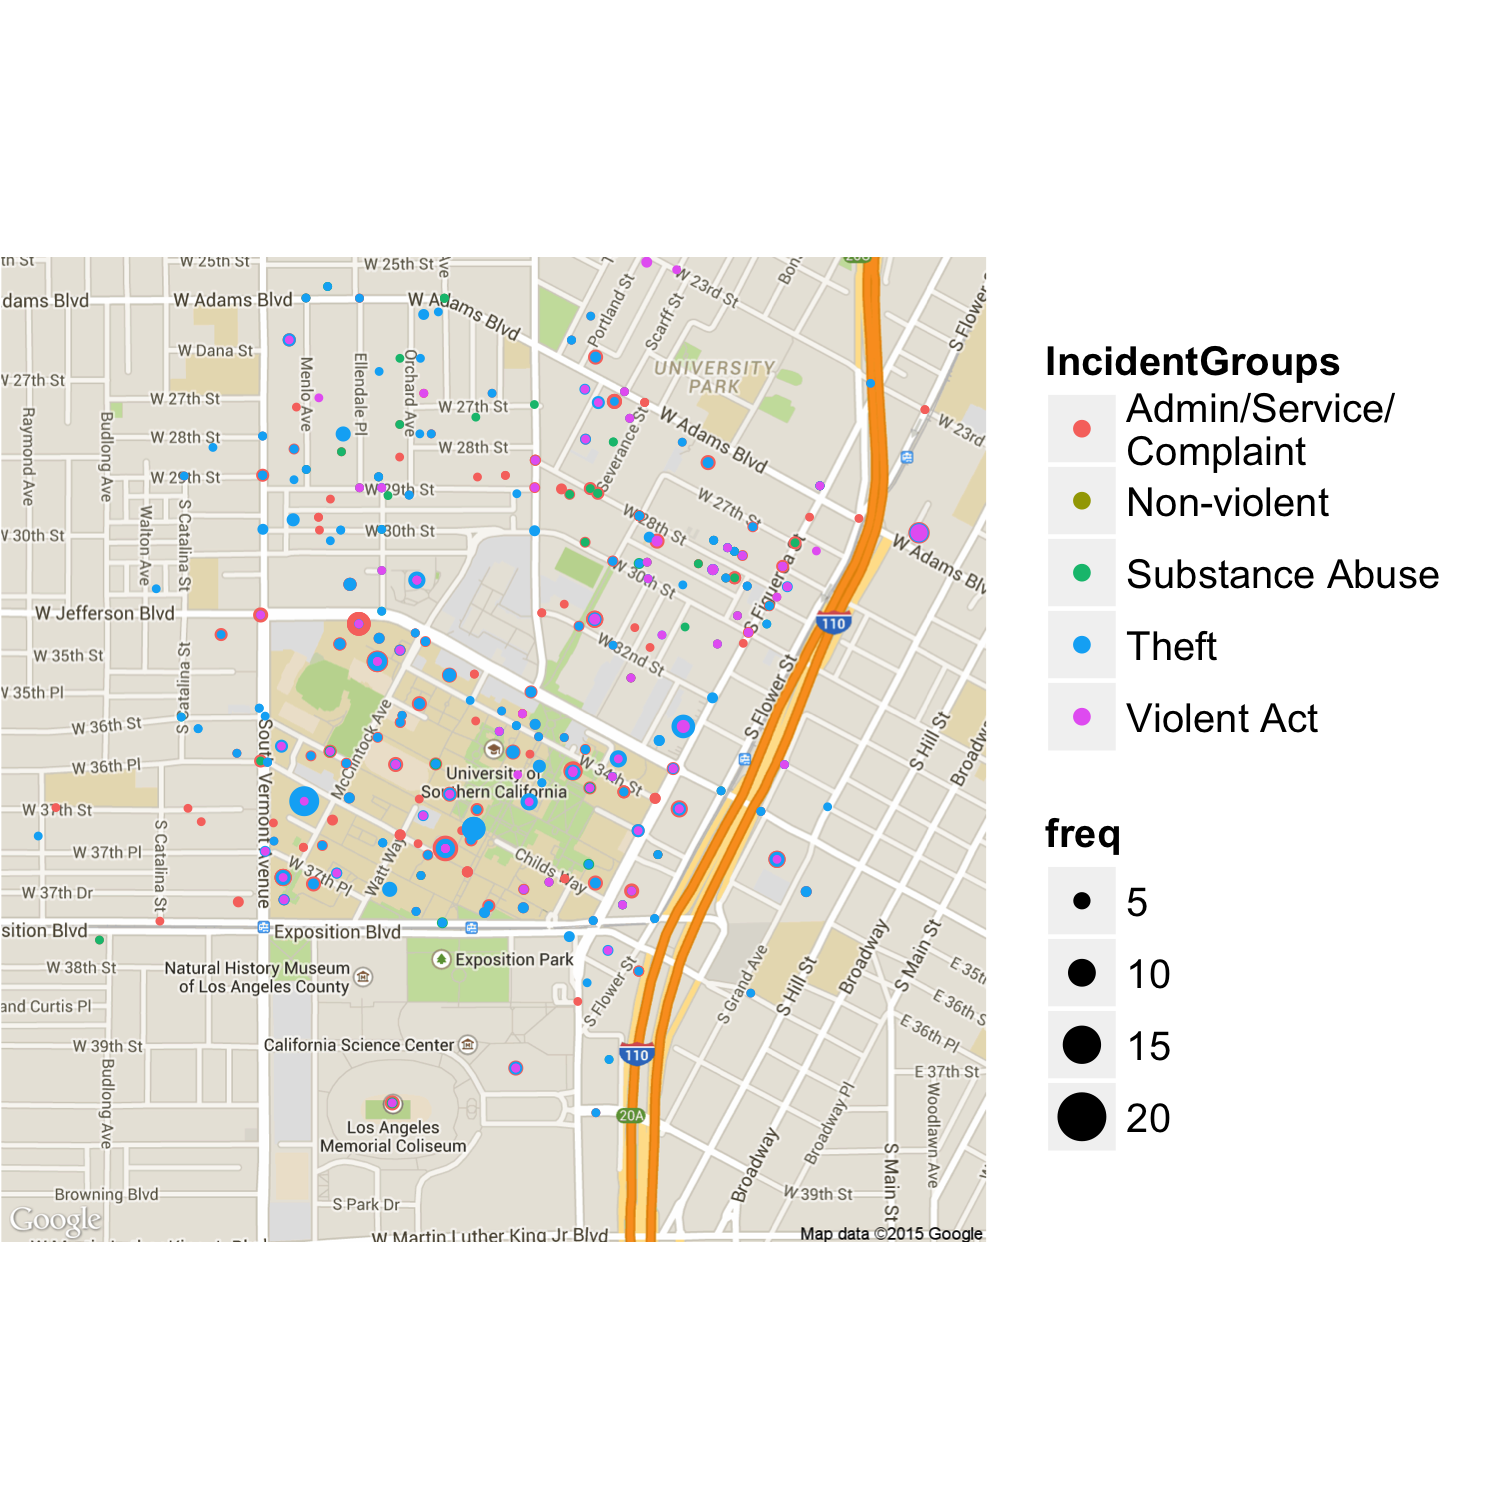 th St
W 25th St
W 25th St
Ave
W 23rd St
Portland St
Scarff St
S Flower
dams Blvd
W Adams Blvd
W Adams Blvd
W Dana St
UNIVERSITY
PARK
V 27th St
W 27th St
W 27th St
Menlo Ave
Ellendale Pl
Orchard Ave
Raymond Ave
Budlong Ave
W 28th St
W 28th St
Severance St
W Adams Blvd
W 23rd
W 29th St
W 29th St
W 27th St
W 28th St
Walton Ave
S Catalina St
V 30th St
W 30th St
W 30th St
W Adams Blv
S Figueroa St
W Jefferson Blvd
110
W 35th St
W 32nd St
V 35th Pl
S Catalina St
S Flower St
S Hill St
Broadw
W 36th St
McClintock Ave
South Vermont Avenue
W 36th Pl
University of
Southern California
W 34th St
W 37th St
W 37th Pl
W 37th Pl
Watt Way
Childs Way
S Catalina St
W 37th Dr
sition Blvd
Exposition Blvd
W 38th St
Natural History Museum
of Los Angeles County
Exposition Park
S Flower St
S Grand Ave
S Hill St
Broadway
S Main St
E 35th
E 36th S
E 36th Pl
and Curtis Pl
W 39th St
California Science Center
110
E 37th St
Budlong Ave
Los Angeles
Memorial Coliseum
20A
Broadway Pl
Woodlawn Ave
Broadway
S Main St
Browning Blvd
S Park Dr
W 39th St
Google
W Martin Luther King Jr Blvd
Map data ©2015 Google
IncidentGroups
Admin/Service/
Complaint
Non-violent
Substance Abuse
Theft
Violent Act
freq
5
10
15
20